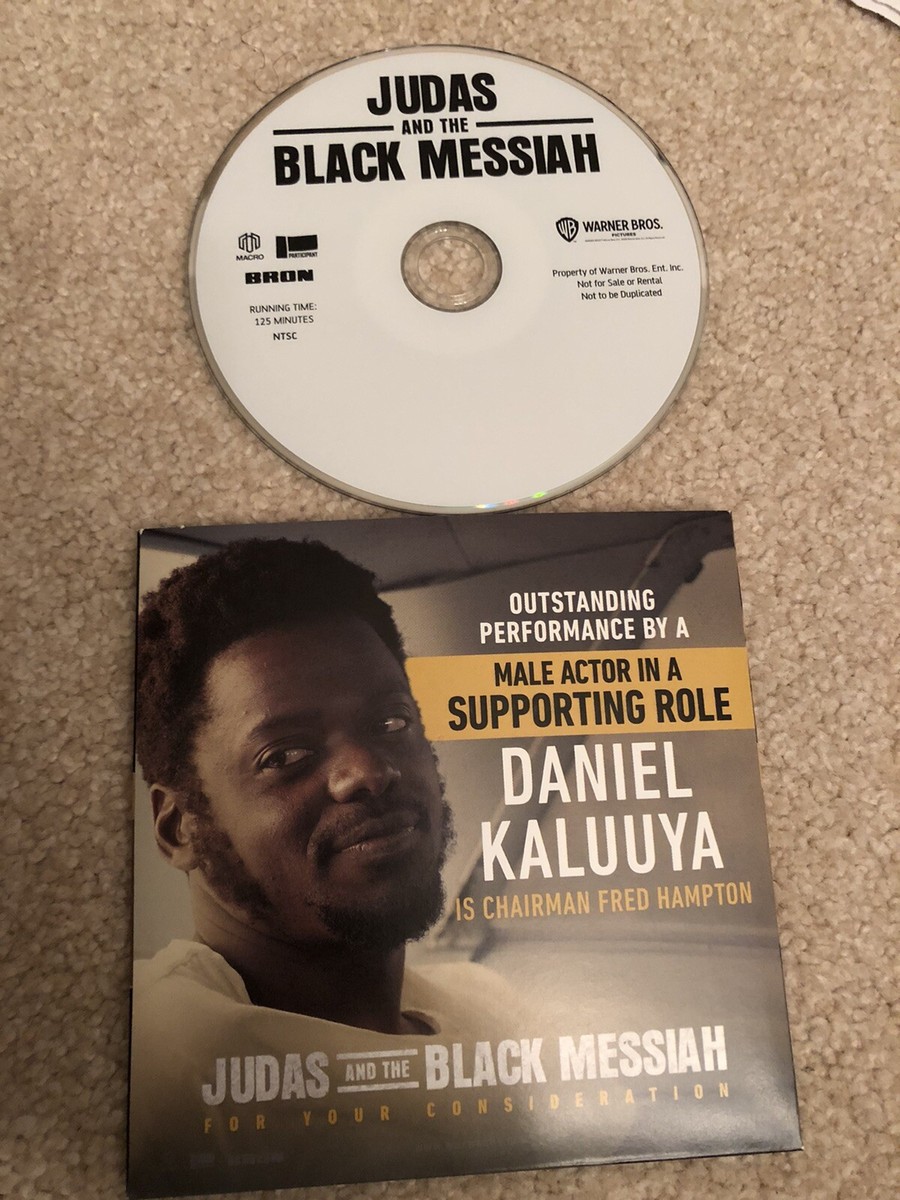 JUDAS
AND THE
BLACK MESSIAH
MACRO
PARTICIPANT
BRON
RUNNING TIME:
125 MINUTES
NTSC
WB WARNER BROS.
PICTURES
Property of Warner Bros. Ent. Inc.
Not for Sale or Rental
Not to be Duplicated
OUTSTANDING
PERFORMANCE BY A
MALE ACTOR IN A
SUPPORTING ROLE
DANIEL
KALUUYA
IS CHAIRMAN FRED HAMPTON
JUDAS AND THE BLACK MESSIAH
FOR YOUR CONSIDERATION